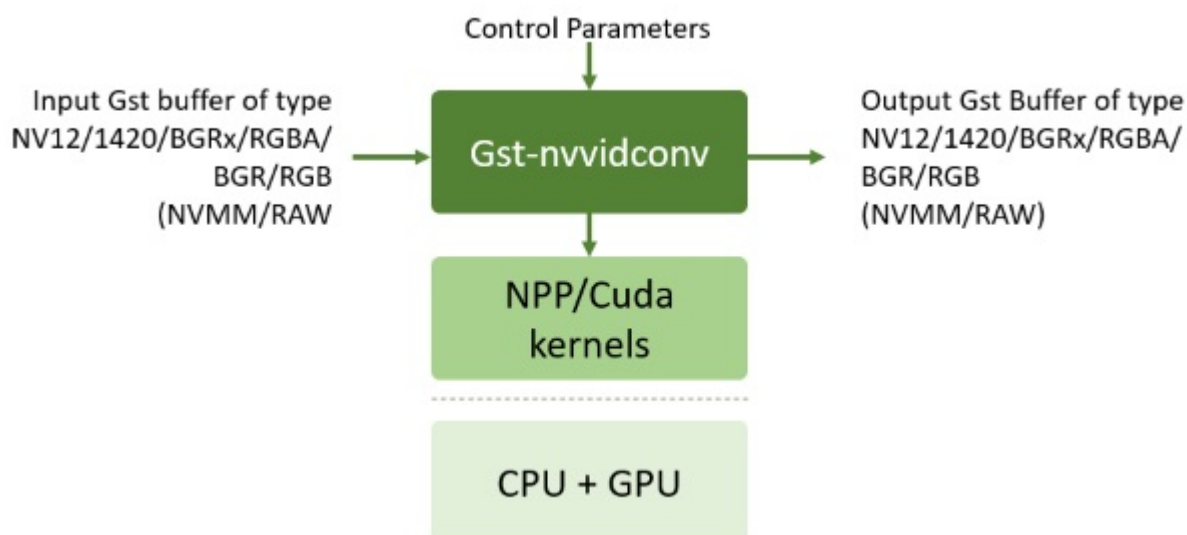 Control Parameters
Input Gst buffer of type
NV12/1420/BGRx/RGBA/
BGR/RGB
(NVMM/RAW
Gst-nvvidconv
Output Gst Buffer of type
NV12/1420/BGRx/RGBA/
BGR/RGB
(NVMM/RAW)
NPP/Cuda
kernels
CPU + GPU